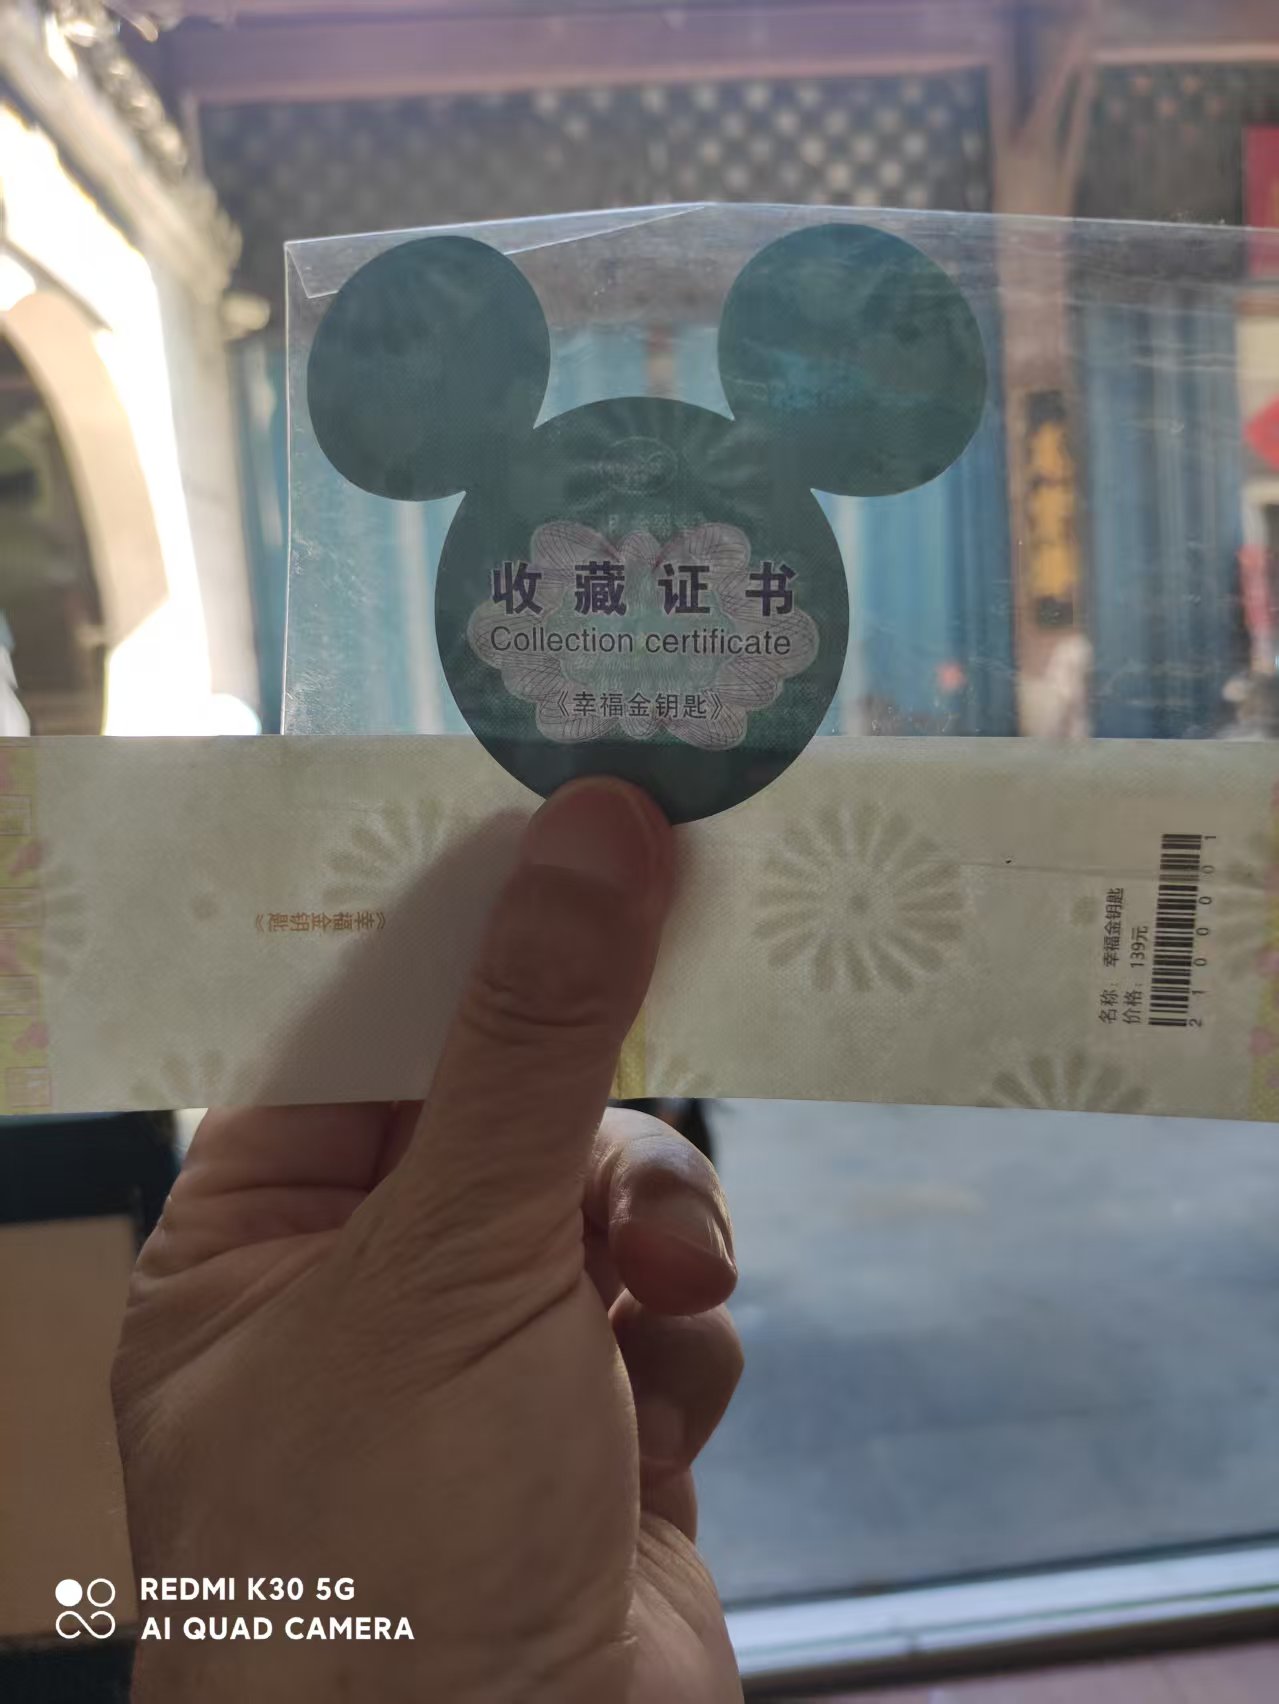 收藏证书
Collection certificate
《幸福金钥匙》
《幸福金钥匙》
名称：幸福金钥匙
价格：139元
2100001
REDMI K30 5G
AI QUAD CAMERA